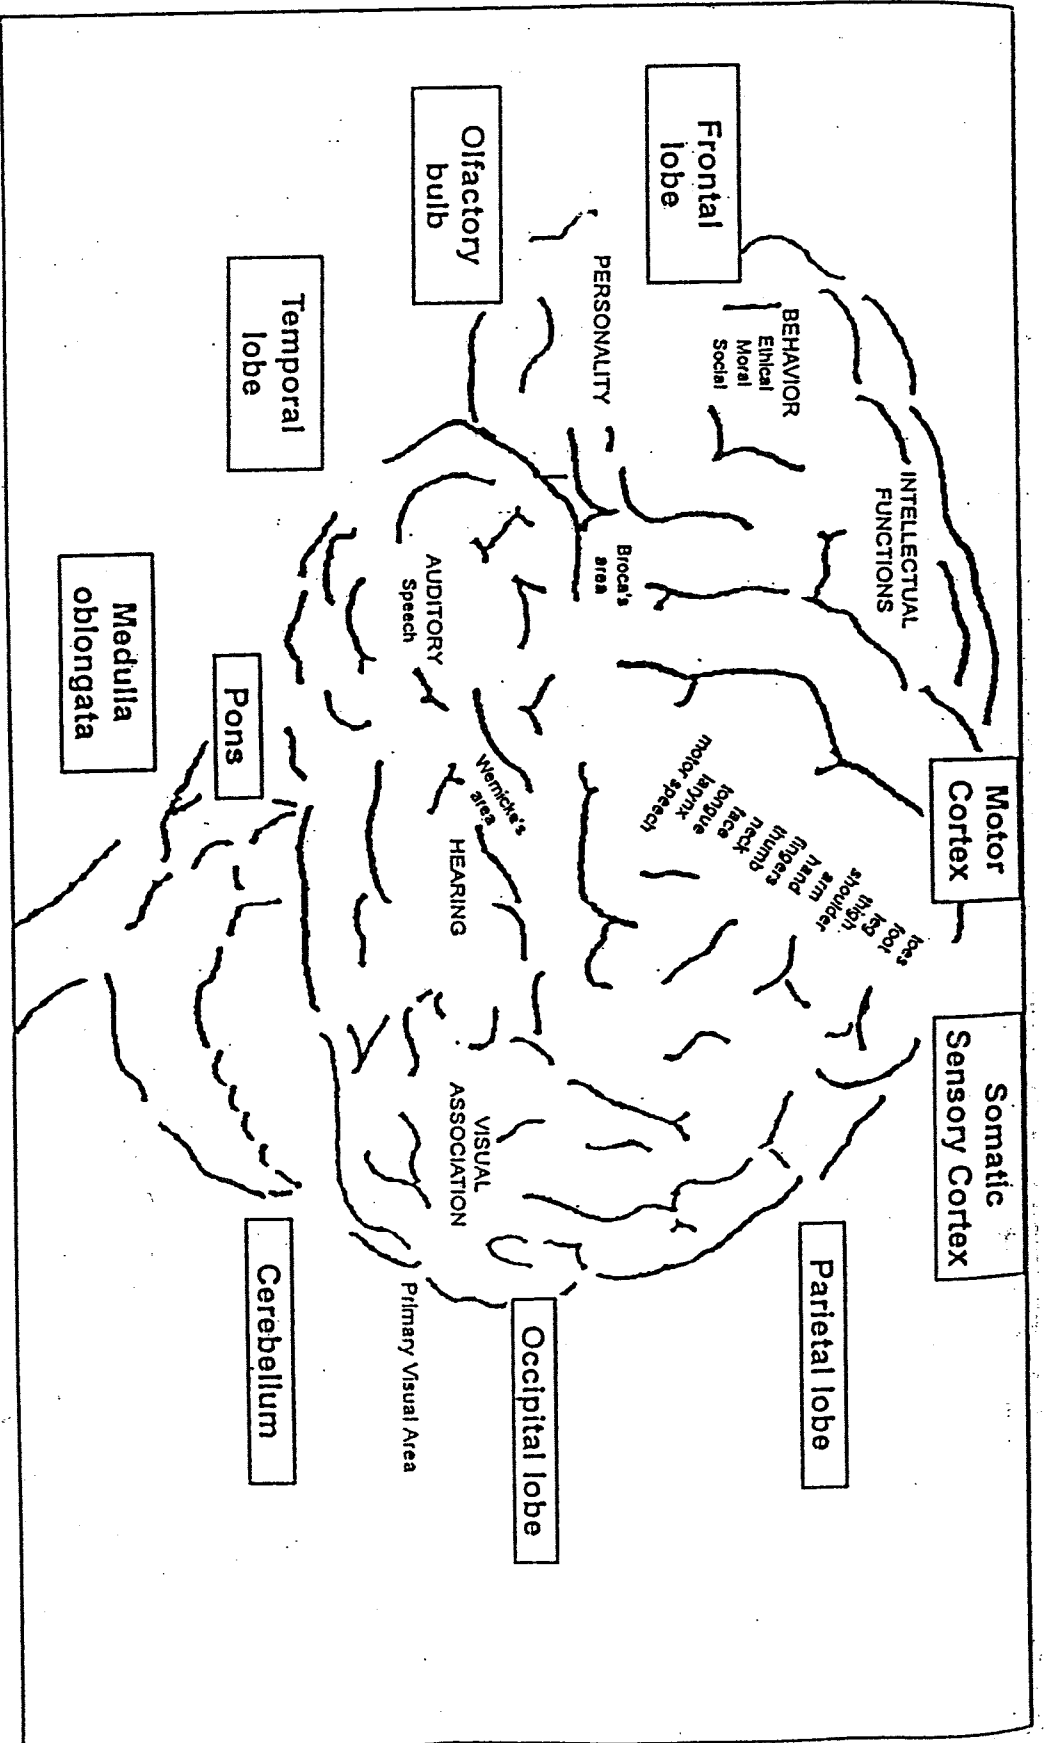 Motor
Cortex
Somatic
Sensory Cortex
INTELLECTUAL
FUNCTIONS
toes
foot
leg
thigh
shoulder
arm
hand
fingers
thumb
neck
face
tongue
larynx
motor speech
Parietal lobe
BEHAVIOR
Ethical
Moral
Social
Frontal
lobe
PERSONALITY
Broca's
area
Occipital lobe
Olfactory
bulb
Wernicke's
area
HEARING
VISUAL
ASSOCIATION
AUDITORY
Speech
Primary Visual Area
Temporal
lobe
Cerebellum
Pons
Medulla
oblongata